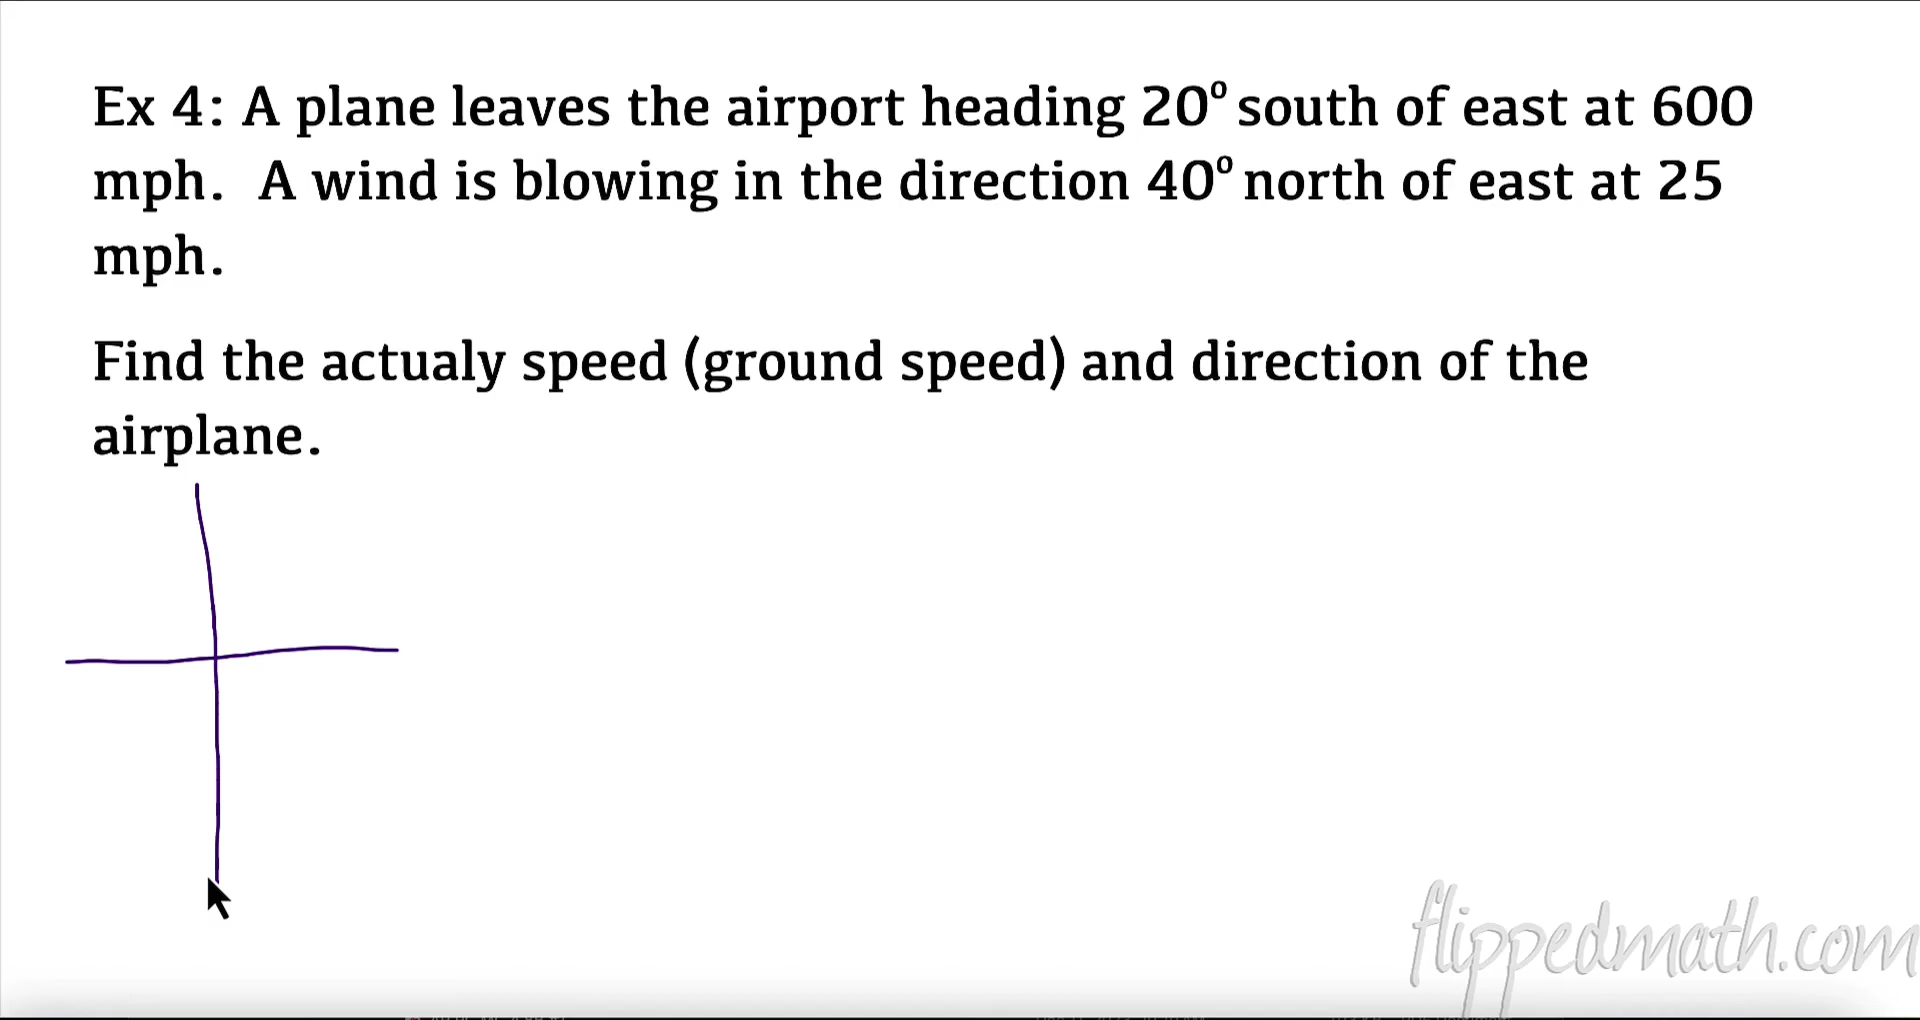 Ex 4: A plane leaves the airport heading 20º south of east at 600
mph.  A wind is blowing in the direction 40º north of east at 25
mph.
Find the actualy speed (ground speed) and direction of the
airplane.
flippedmath.com